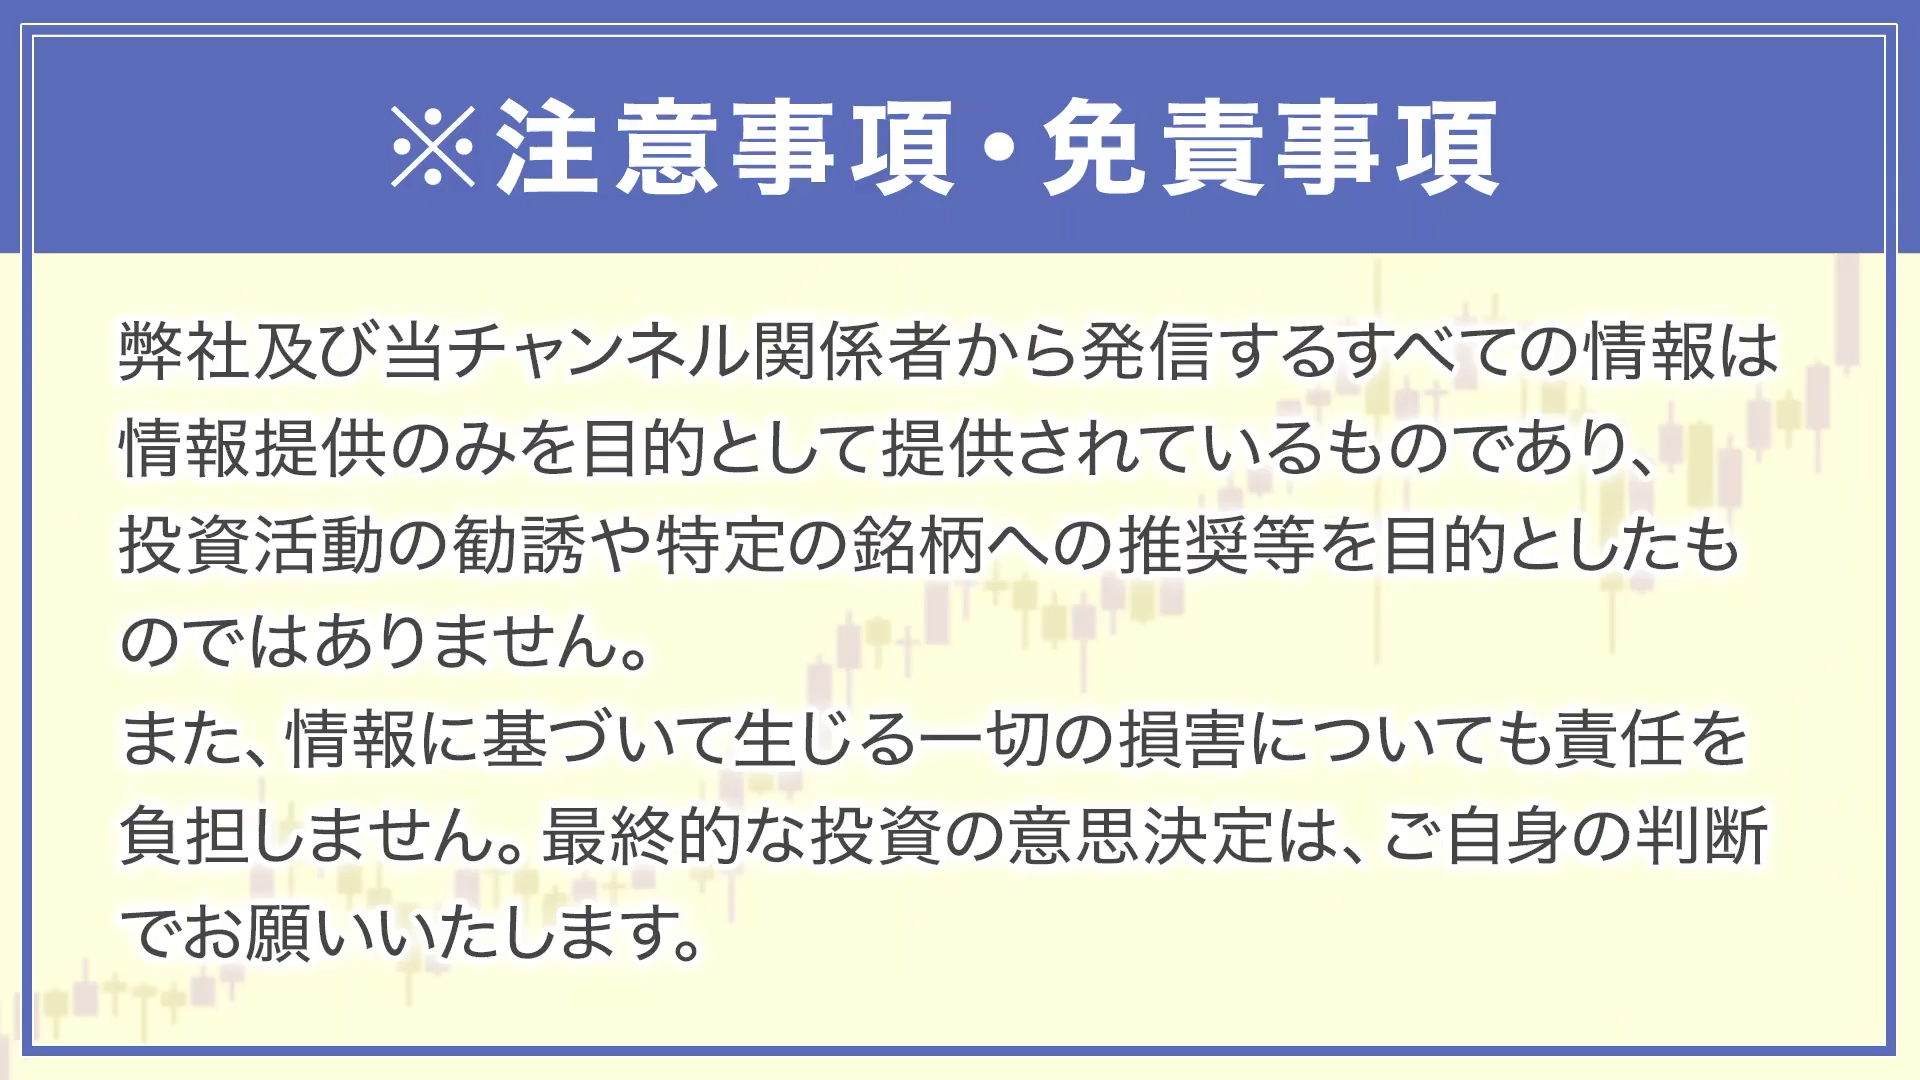 ※注意事項・免責事項
弊社及び当チャンネル関係者から発信するすべての情報は
情報提供のみを目的として提供されているものであり、
投資活動の勧誘や特定の銘柄への推奨等を目的としたも
のではありません。
また、情報に基づいて生じる一切の損害についても責任を
負担しません。最終的な投資の意思決定は、ご自身の判断
でお願いいたします。